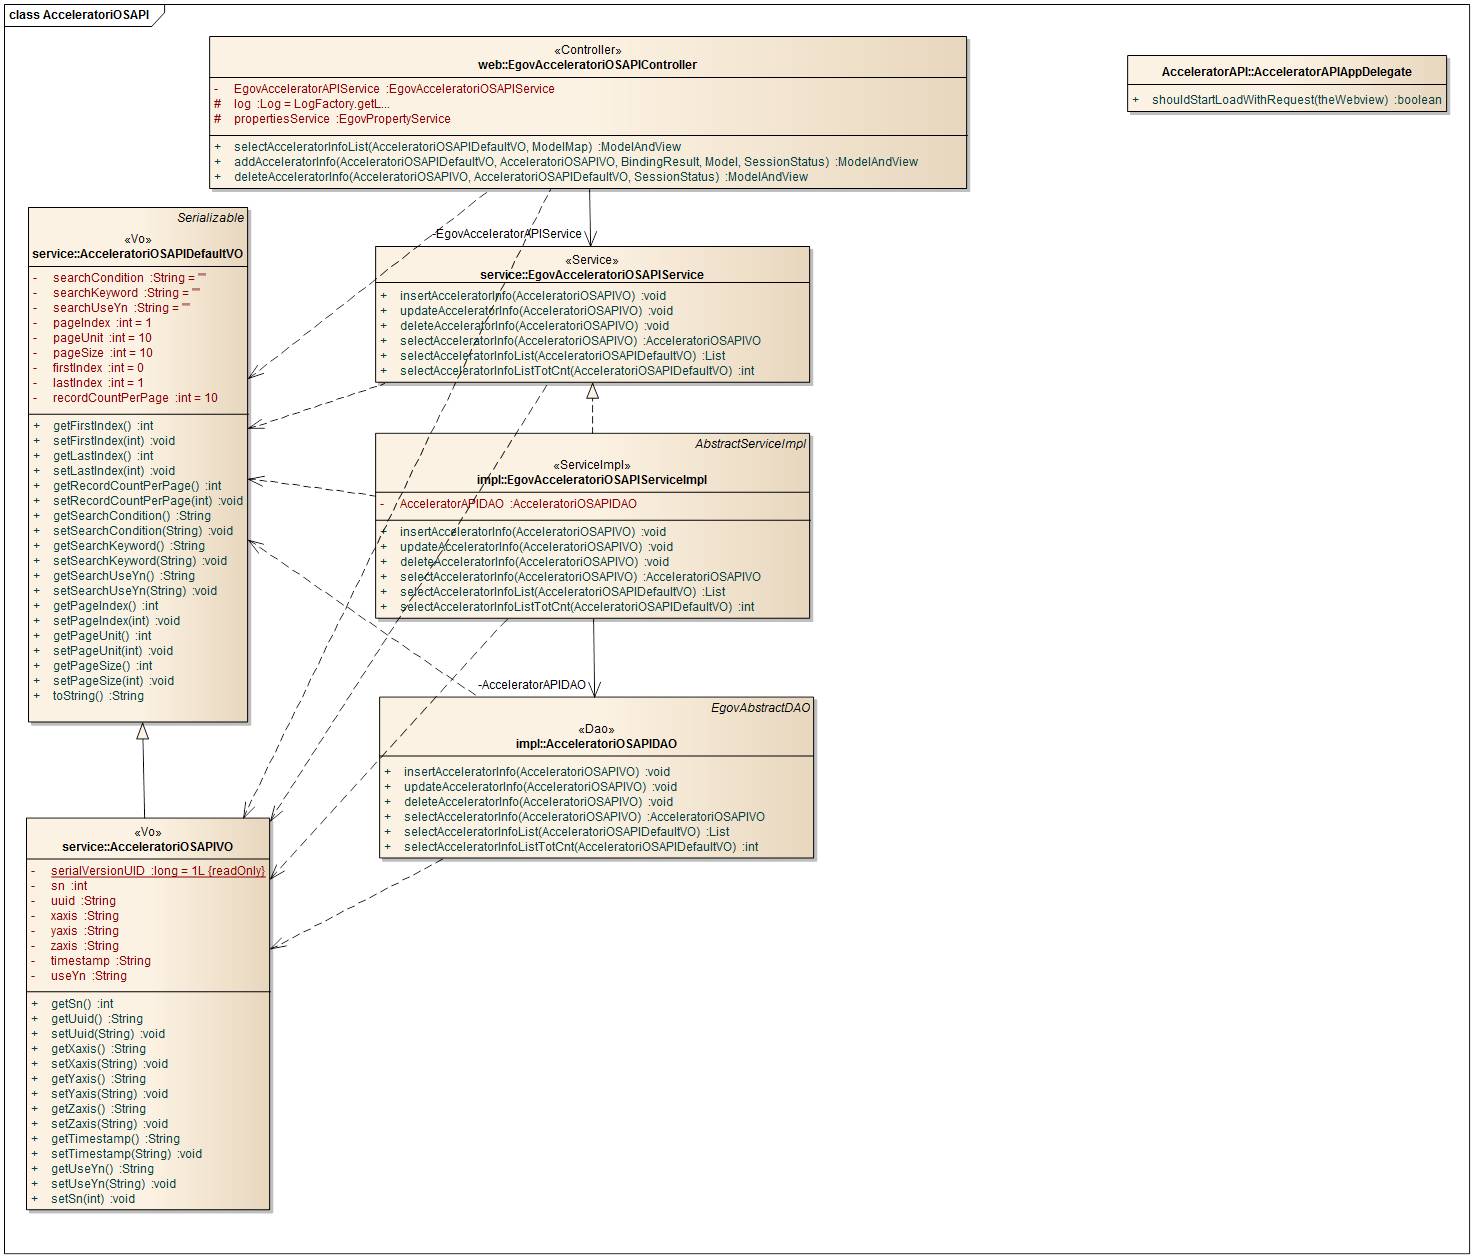 class AcceleratoriOSAPI
«Controller»
web::EgovAcceleratoriOSAPIController
- EgovAcceleratorAPIService :EgovAcceleratoriOSAPIService
# log :Log = LogFactory.getL...
# propertiesService :EgovPropertyService
+ selectAcceleratorInfoList(AcceleratoriOSAPIDefaultVO, ModelMap) :ModelAndView
+ addAcceleratorInfo(AcceleratoriOSAPIDefaultVO, AcceleratoriOSAPIVO, BindingResult, Model, SessionStatus) :ModelAndView
+ deleteAcceleratorInfo(AcceleratoriOSAPIVO, AcceleratoriOSAPIDefaultVO, SessionStatus) :ModelAndView
AcceleratorAPI::AcceleratorAPIAppDelegate
+ shouldStartLoadWithRequest(theWebview) :boolean
Serializable
«Vo»
service::AcceleratoriOSAPIDefaultVO
- searchCondition :String = ""
- searchKeyword :String = ""
- searchUseYn :String = ""
- pageIndex :int = 1
- pageUnit :int = 10
- pageSize :int = 10
- firstIndex :int = 0
- lastIndex :int = 1
- recordCountPerPage :int = 10
+ getFirstIndex() :int
+ setFirstIndex(int) :void
+ getLastIndex() :int
+ setLastIndex(int) :void
+ getRecordCountPerPage() :int
+ setRecordCountPerPage(int) :void
+ getSearchCondition() :String
+ setSearchCondition(String) :void
+ getSearchKeyword() :String
+ setSearchKeyword(String) :void
+ getSearchUseYn() :String
+ setSearchUseYn(String) :void
+ getPageIndex() :int
+ setPageIndex(int) :void
+ getPageUnit() :int
+ setPageUnit(int) :void
+ getPageSize() :int
+ setPageSize(int) :void
+ toString() :String
-EgovAcceleratorAPIService
«Service»
service::EgovAcceleratoriOSAPIService
+ insertAcceleratorInfo(AcceleratoriOSAPIVO) :void
+ updateAcceleratorInfo(AcceleratoriOSAPIVO) :void
+ deleteAcceleratorInfo(AcceleratoriOSAPIVO) :void
+ selectAcceleratorInfo(AcceleratoriOSAPIVO) :AcceleratoriOSAPIVO
+ selectAcceleratorInfoList(AcceleratoriOSAPIDefaultVO) :List
+ selectAcceleratorInfoListTotCnt(AcceleratoriOSAPIDefaultVO) :int
AbstractServiceImpl
«ServiceImpl»
impl::EgovAcceleratoriOSAPIServiceImpl
- AcceleratorAPIDAO :AcceleratoriOSAPIDAO
+ insertAcceleratorInfo(AcceleratoriOSAPIVO) :void
+ updateAcceleratorInfo(AcceleratoriOSAPIVO) :void
+ deleteAcceleratorInfo(AcceleratoriOSAPIVO) :void
+ selectAcceleratorInfo(AcceleratoriOSAPIVO) :AcceleratoriOSAPIVO
+ selectAcceleratorInfoList(AcceleratoriOSAPIDefaultVO) :List
+ selectAcceleratorInfoListTotCnt(AcceleratoriOSAPIDefaultVO) :int
-AcceleratorAPIDAO
EgovAbstractDAO
«Dao»
impl::AcceleratoriOSAPIDAO
+ insertAcceleratorInfo(AcceleratoriOSAPIVO) :void
+ updateAcceleratorInfo(AcceleratoriOSAPIVO) :void
+ deleteAcceleratorInfo(AcceleratoriOSAPIVO) :void
+ selectAcceleratorInfo(AcceleratoriOSAPIVO) :AcceleratoriOSAPIVO
+ selectAcceleratorInfoList(AcceleratoriOSAPIDefaultVO) :List
+ selectAcceleratorInfoListTotCnt(AcceleratoriOSAPIDefaultVO) :int
«Vo»
service::AcceleratoriOSAPIVO
- serialVersionUID :long = 1L {readOnly}
- sn :int
- uuid :String
- xaxis :String
- yaxis :String
- zaxis :String
- timestamp :String
- useYn :String
+ getSn() :int
+ getUuid() :String
+ setUuid(String) :void
+ getXaxis() :String
+ setXaxis(String) :void
+ getYaxis() :String
+ setYaxis(String) :void
+ getZaxis() :String
+ setZaxis(String) :void
+ getTimestamp() :String
+ setTimestamp(String) :void
+ getUseYn() :String
+ setUseYn(String) :void
+ setSn(int) :void